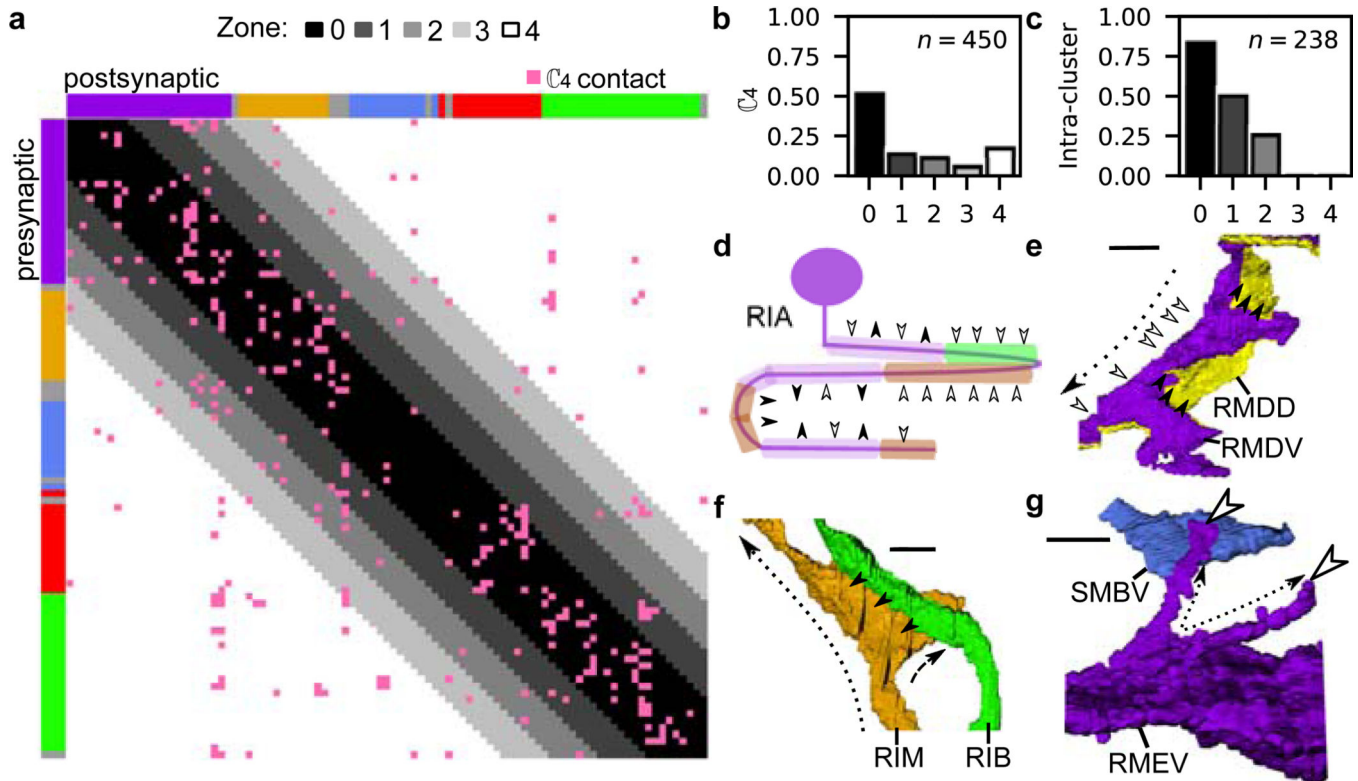 a
Zone: 0 1 2 3 4
postsynaptic
ℂ4 contact
presynaptic
b
1.00
0.75
0.50
0.25
0.00
ℂ4
n = 450
0 1 2 3 4
c
1.00
0.75
0.50
0.25
0.00
Intra-cluster
n = 238
0 1 2 3 4
d
RIA
e
RMDD
RMDV
f
RIM
RIB
g
SMBV
RMEV